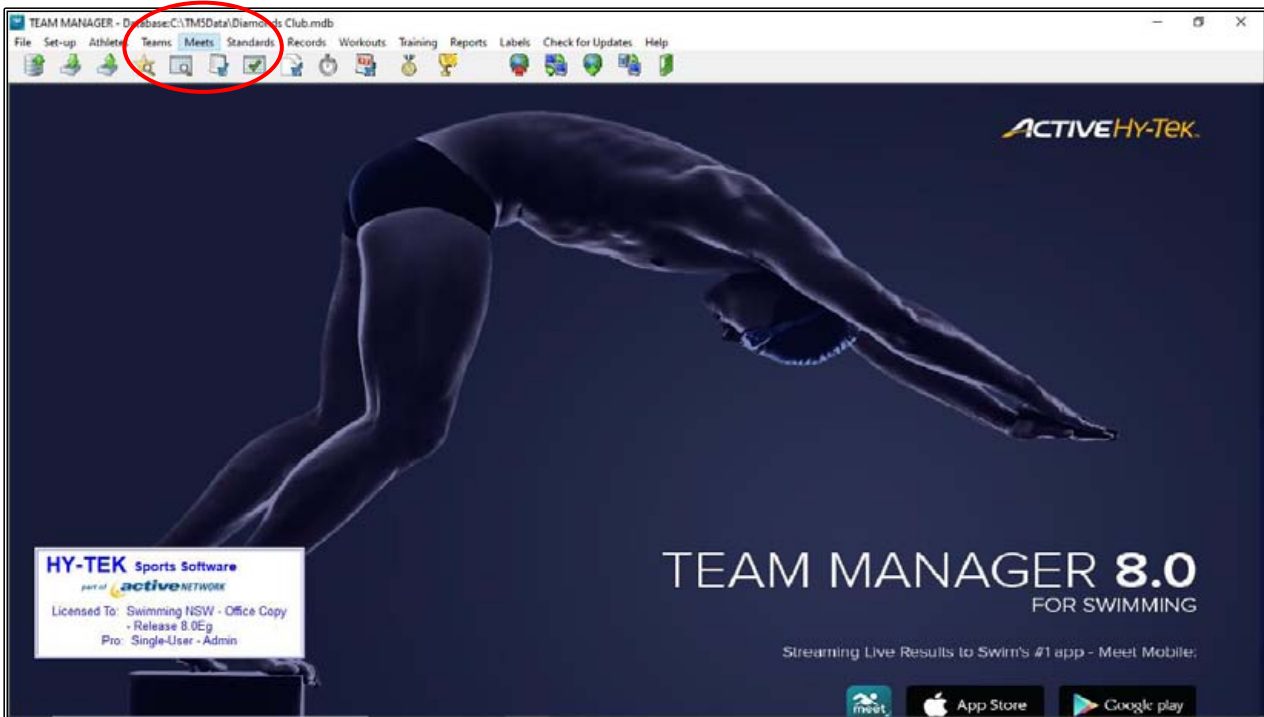 TEAM MANAGER - Database:C:\TM5Data\Diamonds Club.mdb
File Set-up Athletes Teams Meets Standards Records Workouts Training Reports Labels Check for Updates Help
ACTIVE HY-TEK
HY-TEK Sports Software
part of active NETWORK
Licensed To: Swimming NSW - Office Copy
- Release 8.0Eg
Pro: Single-User - Admin
TEAM MANAGER 8.0
FOR SWIMMING
Streaming Live Results to Swim's #1 app - Meet Mobile:
meet
App Store
Google play